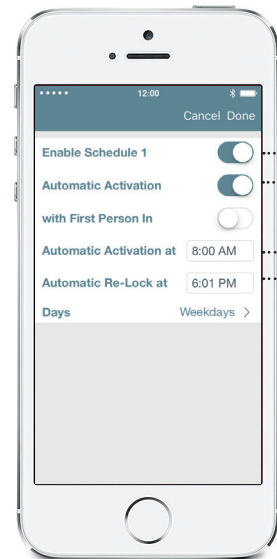 12:00
Cancel Done
Enable Schedule 1
Automatic Activation
with First Person In
Automatic Activation at 8:00 AM
Automatic Re-Lock at 6:01 PM
Days Weekdays >